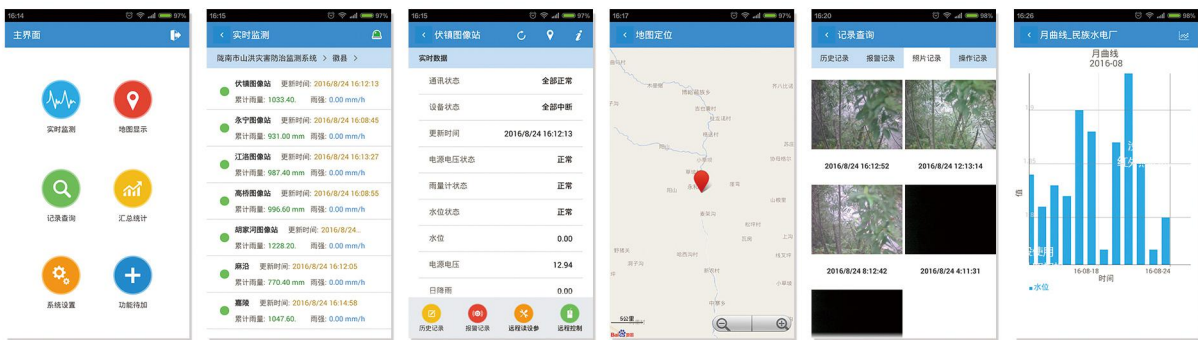 16:14
97%
主界面
实时监测
地图显示
记录查询
汇总统计
系统设置
功能待加
16:15
97%
实时监测
陇南市山洪灾害防治监测系统 > 徽县 >
伏镇图像站 更新时间: 2016/8/24 16:12:13
累计雨量: 1033.40. 雨强: 0.00 mm/h
永宁图像站 更新时间: 2016/8/24 16:08:45
累计雨量: 931.00 mm 雨强: 0.00 mm/h
江洛图像站 更新时间: 2016/8/24 16:13:27
累计雨量: 987.40 mm 雨强: 0.00 mm/h
高桥图像站 更新时间: 2016/8/24 16:08:55
累计雨量: 996.60 mm 雨强: 0.00 mm/h
胡家河图像站 更新时间: 2016/8/24..
累计雨量: 1228.20. 雨强: 0.00 mm/h
麻沿 更新时间: 2016/8/24 16:12:05
累计雨量: 770.40 mm 雨强: 0.00 mm/h
嘉陵 更新时间: 2016/8/24 16:14:58
累计雨量: 1047.60. 雨强: 0.00 mm/h
16:15
97%
伏镇图像站
实时数据
通讯状态 全部正常
设备状态 全部中断
更新时间 2016/8/24 16:12:13
电源电压状态 正常
雨量计状态 正常
水位状态 正常
水位 0.00
电源电压 12.94
日降雨 0.00
历史记录
报警记录
远程读设参
远程控制
16:17
97%
地图定位
5公里
16:20
98%
记录查询
历史记录 报警记录 照片记录 操作记录
2016/8/24 16:12:52
2016/8/24 12:13:14
2016/8/24 8:12:42
2016/8/24 4:11:31
16:26
98%
月曲线_民族水电厂
月曲线
2016-08
值
16-08-18
16-08-24
时间
水位